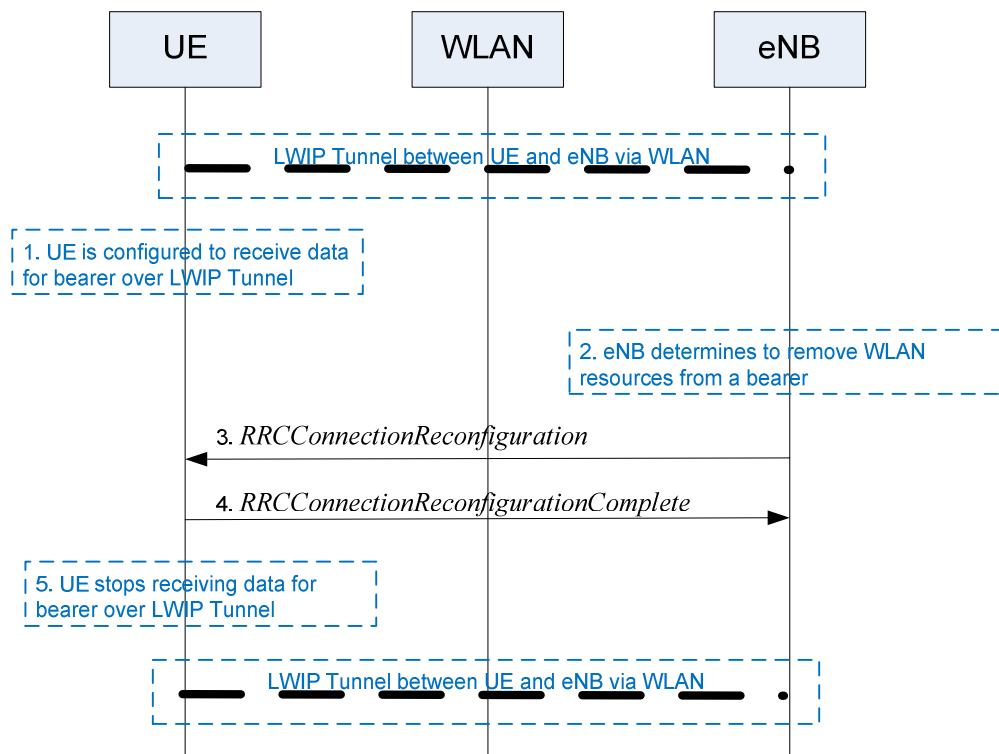 UE
WLAN
eNB
LWIP Tunnel between UE and eNB via WLAN
1. UE is configured to receive data
for bearer over LWIP Tunnel
2. eNB determines to remove WLAN
resources from a bearer
3. RRCConnectionReconfiguration
4. RRCConnectionReconfigurationComplete
5. UE stops receiving data for
bearer over LWIP Tunnel
LWIP Tunnel between UE and eNB via WLAN